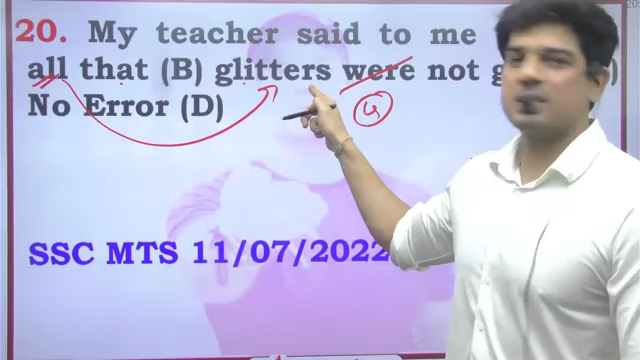 20. My teacher said to me
all that (B) glitters were not g
No Error (D)
SSC MTS 11/07/2022